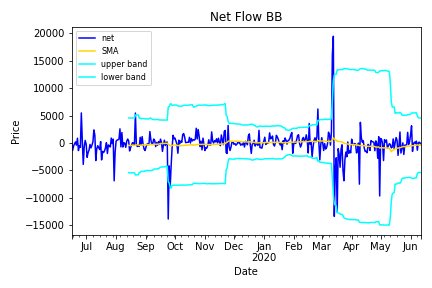 Net Flow BB
net
SMA
upper band
lower band
Price
20000
15000
10000
5000
0
−5000
−10000
−15000
Jul Aug Sep Oct Nov Dec Jan Feb Mar Apr May Jun
2020
Date